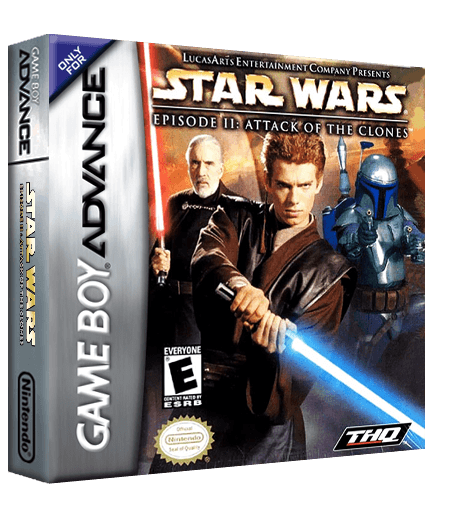 ONLY
FOR
GAME BOY ADVANCE
STAR WARS
Nintendo®
GAME BOY ADVANCE
LUCASARTS ENTERTAINMENT COMPANY PRESENTS
STAR WARS
EPISODE II: ATTACK OF THE CLONES™
EVERYONE
E
CONTENT RATED BY
ESRB
Official
Nintendo
Seal of Quality
THQ